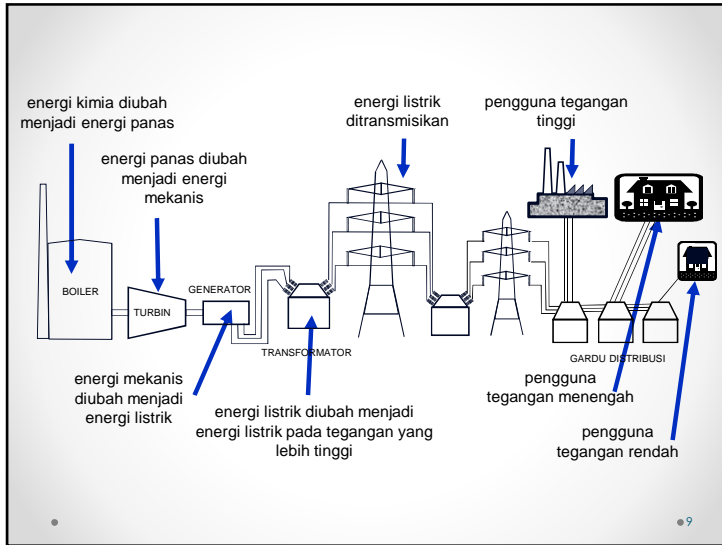 energi kimia diubah
menjadi energi panas
energi panas diubah
menjadi energi
mekanis
energi listrik
ditransmisikan
pengguna tegangan
tinggi
BOILER
TURBIN
GENERATOR
TRANSFORMATOR
GARDU DISTRIBUSI
energi mekanis
diubah menjadi
energi listrik
energi listrik diubah menjadi
energi listrik pada tegangan yang
lebih tinggi
pengguna
tegangan menengah
pengguna
tegangan rendah
9